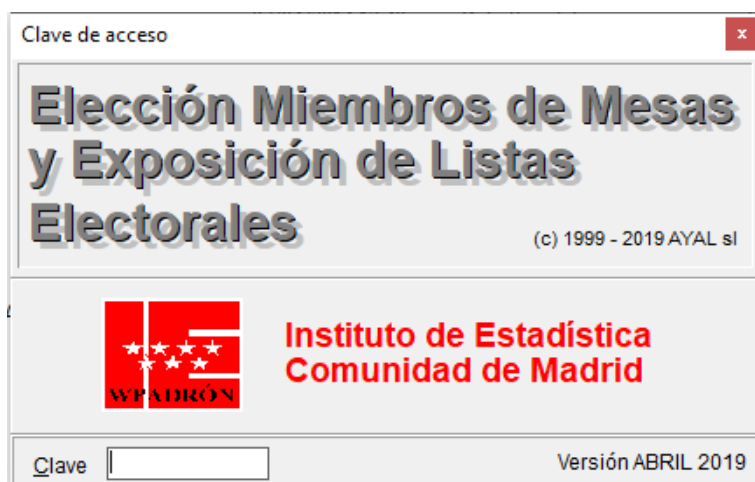 Clave de acceso
x
Elección Miembros de Mesas
y Exposición de Listas
Electorales
(c) 1999 - 2019 AYAL sl
WPADRÓN
Instituto de Estadística
Comunidad de Madrid
Clave
Versión ABRIL 2019